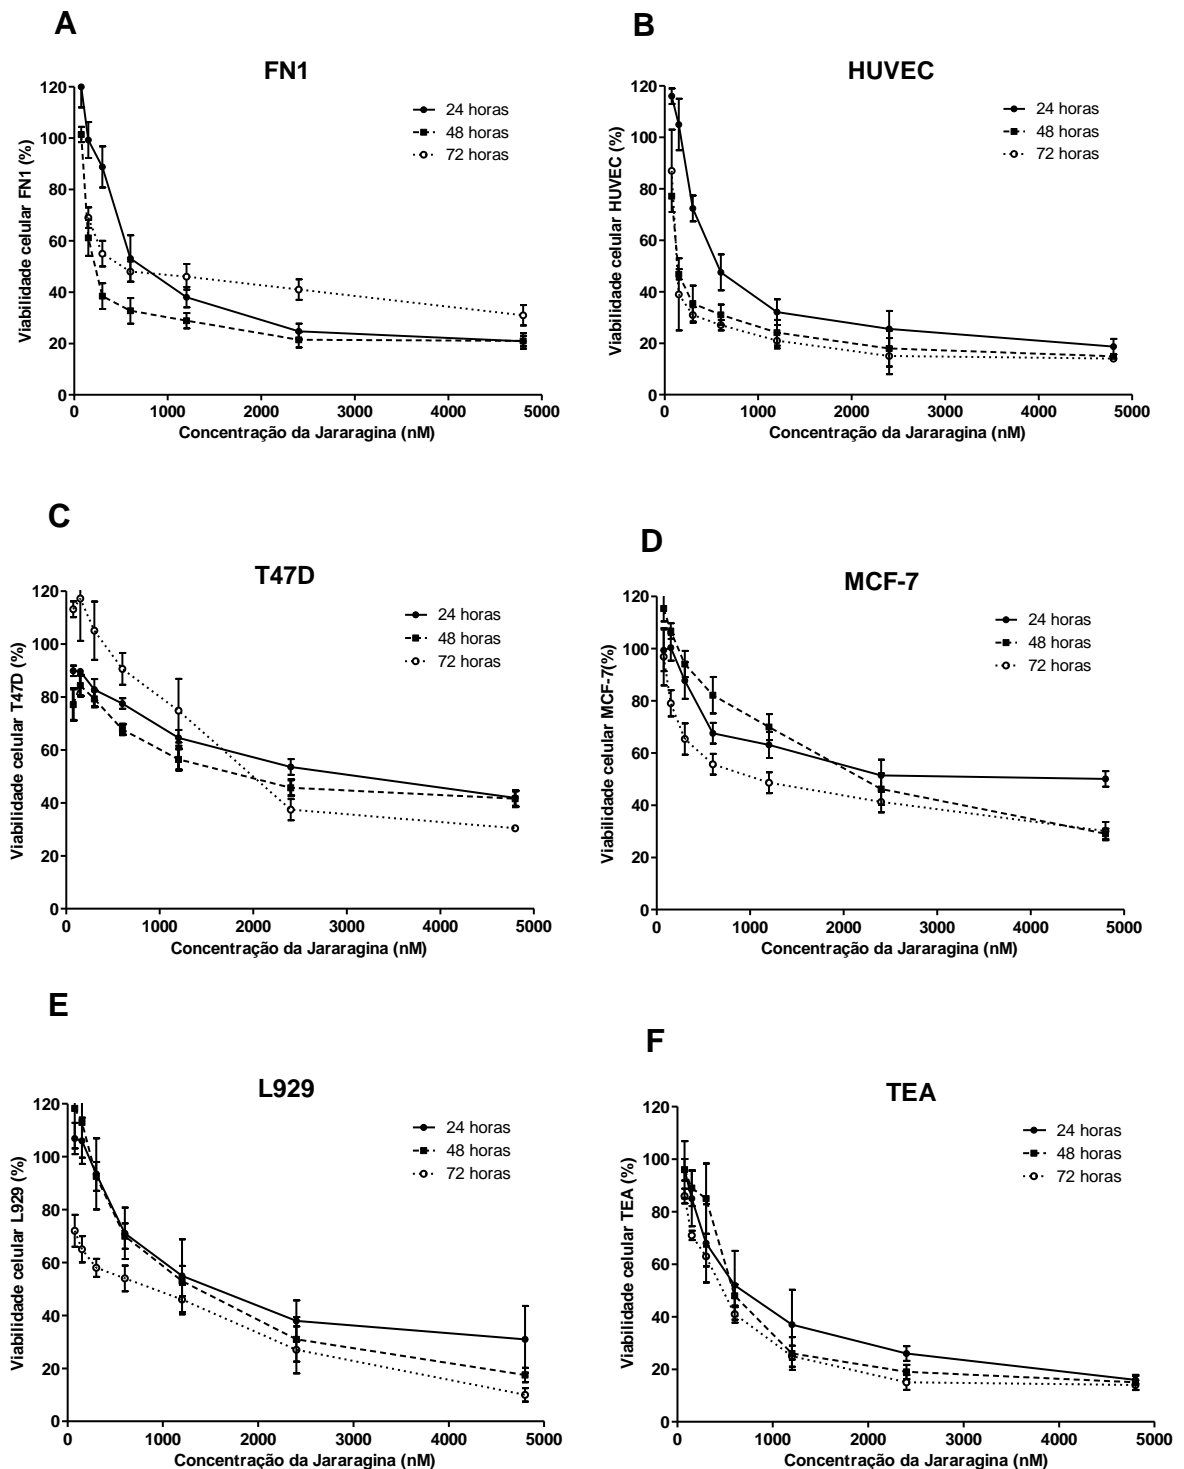 A
FN1
Viabilidade celular FN1 (%)
120
100
80
60
40
20
0
24 horas
48 horas
72 horas
0 1000 2000 3000 4000 5000
Concentração da Jararagina (nM)
B
HUVEC
Viabilidade celular HUVEC (%)
120
100
80
60
40
20
0
24 horas
48 horas
72 horas
0 1000 2000 3000 4000 5000
Concentração da Jararagina (nM)
C
T47D
Viabilidade celular T47D (%)
120
100
80
60
40
20
0
24 horas
48 horas
72 horas
0 1000 2000 3000 4000 5000
Concentração da Jararagina (nM)
D
MCF-7
Viabilidade celular MCF-7(%)
120
100
80
60
40
20
0
24 horas
48 horas
72 horas
0 1000 2000 3000 4000 5000
Concentração da Jararagina (nM)
E
L929
Viabilidade celular L929 (%)
120
100
80
60
40
20
0
24 horas
48 horas
72 horas
0 1000 2000 3000 4000 5000
Concentração da Jararagina (nM)
F
TEA
Viabilidade celular TEA (%)
120
100
80
60
40
20
0
24 horas
48 horas
72 horas
0 1000 2000 3000 4000 5000
Concentração da Jararagina (nM)